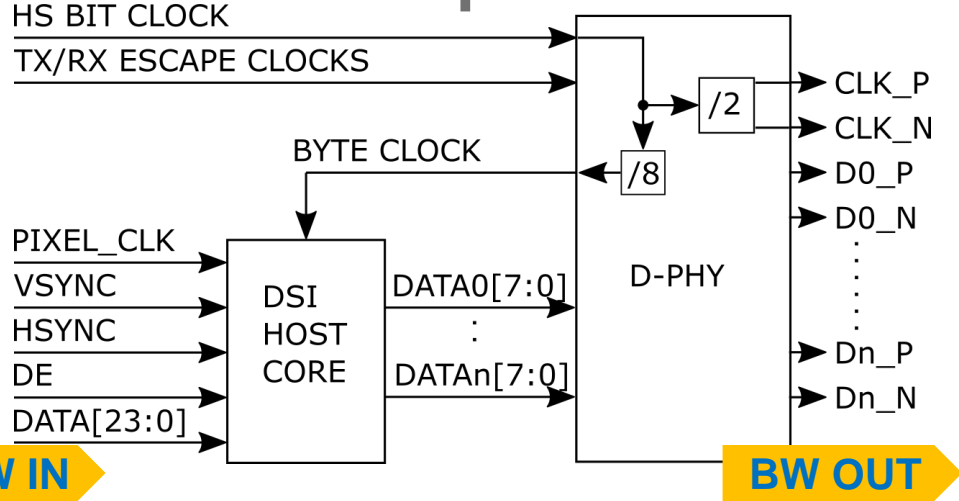 HS BIT CLOCK
TX/RX ESCAPE CLOCKS
/2
CLK_P
CLK_N
BYTE CLOCK
/8
D0_P
D0_N
PIXEL_CLK
VSYNC
HSYNC
DE
DATA[23:0]
DSI
HOST
CORE
DATA0[7:0]
:
DATAn[7:0]
D-PHY
Dn_P
Dn_N
W IN
BW OUT